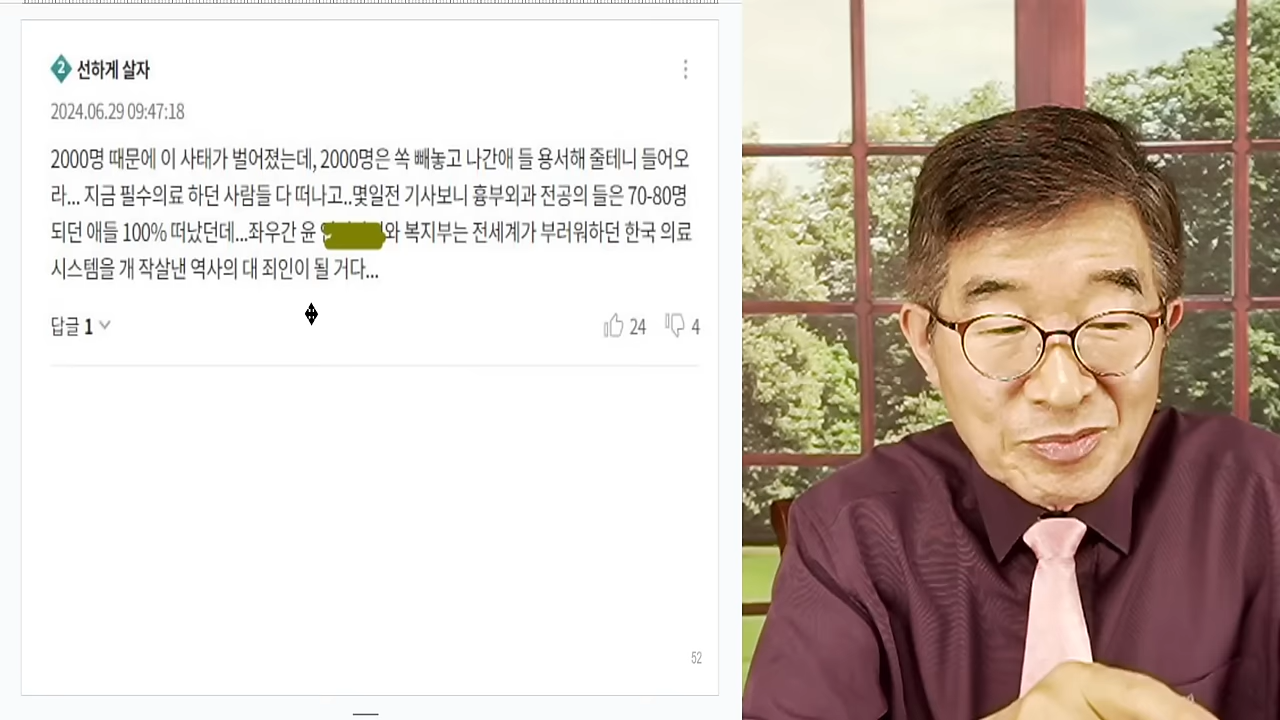 2 선하게 살자
2024.06.29 09:47:18
2000명 때문에 이 사태가 벌어졌는데, 2000명은 쏙 빼놓고 나간애 들 용서해 줄테니 들어오
라... 지금 필수의료 하던 사람들 다 떠나고..몇일전 기사보니 흉부외과 전공의 들은 70-80명
되던 애들 100% 떠났던데...좌우간 윤 와 복지부는 전세계가 부러워하던 한국 의료
시스템을 개 작살낸 역사의 대 죄인이 될 거다...
답글 1 24 4
52